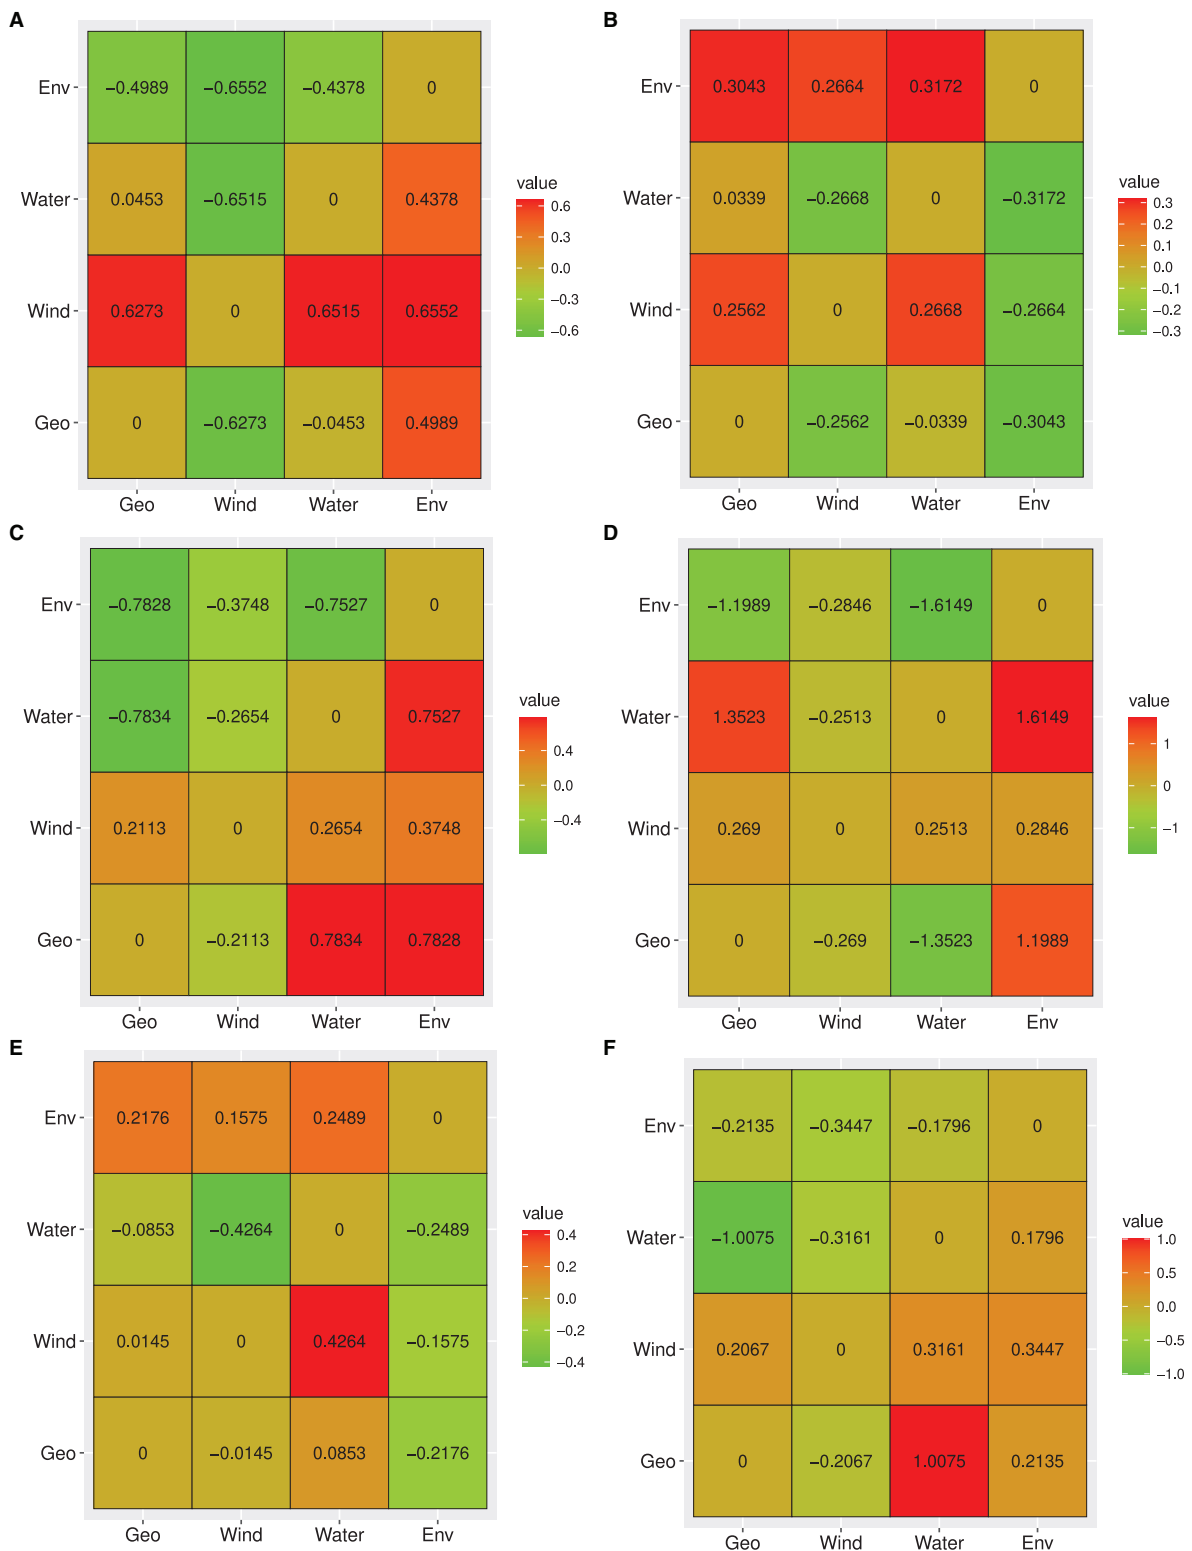 A
Env −0.4989 −0.6552 −0.4378 0
Water 0.0453 −0.6515 0 0.4378
Wind 0.6273 0 0.6515 0.6552
Geo 0 −0.6273 −0.0453 0.4989
Geo Wind Water Env
value
0.6
0.3
0.0
−0.3
−0.6
B
Env 0.3043 0.2664 0.3172 0
Water 0.0339 −0.2668 0 −0.3172
Wind 0.2562 0 0.2668 −0.2664
Geo 0 −0.2562 −0.0339 −0.3043
Geo Wind Water Env
value
0.3
0.2
0.1
0.0
−0.1
−0.2
−0.3
C
Env −0.7828 −0.3748 −0.7527 0
Water −0.7834 −0.2654 0 0.7527
Wind 0.2113 0 0.2654 0.3748
Geo 0 −0.2113 0.7834 0.7828
Geo Wind Water Env
value
0.4
0.0
−0.4
D
Env −1.1989 −0.2846 −1.6149 0
Water 1.3523 −0.2513 0 1.6149
Wind 0.269 0 0.2513 0.2846
Geo 0 −0.269 −1.3523 1.1989
Geo Wind Water Env
value
1
0
−1
E
Env 0.2176 0.1575 0.2489 0
Water −0.0853 −0.4264 0 −0.2489
Wind 0.0145 0 0.4264 −0.1575
Geo 0 −0.0145 0.0853 −0.2176
Geo Wind Water Env
value
0.4
0.2
0.0
−0.2
−0.4
F
Env −0.2135 −0.3447 −0.1796 0
Water −1.0075 −0.3161 0 0.1796
Wind 0.2067 0 0.3161 0.3447
Geo 0 −0.2067 1.0075 0.2135
Geo Wind Water Env
value
1.0
0.5
0.0
−0.5
−1.0